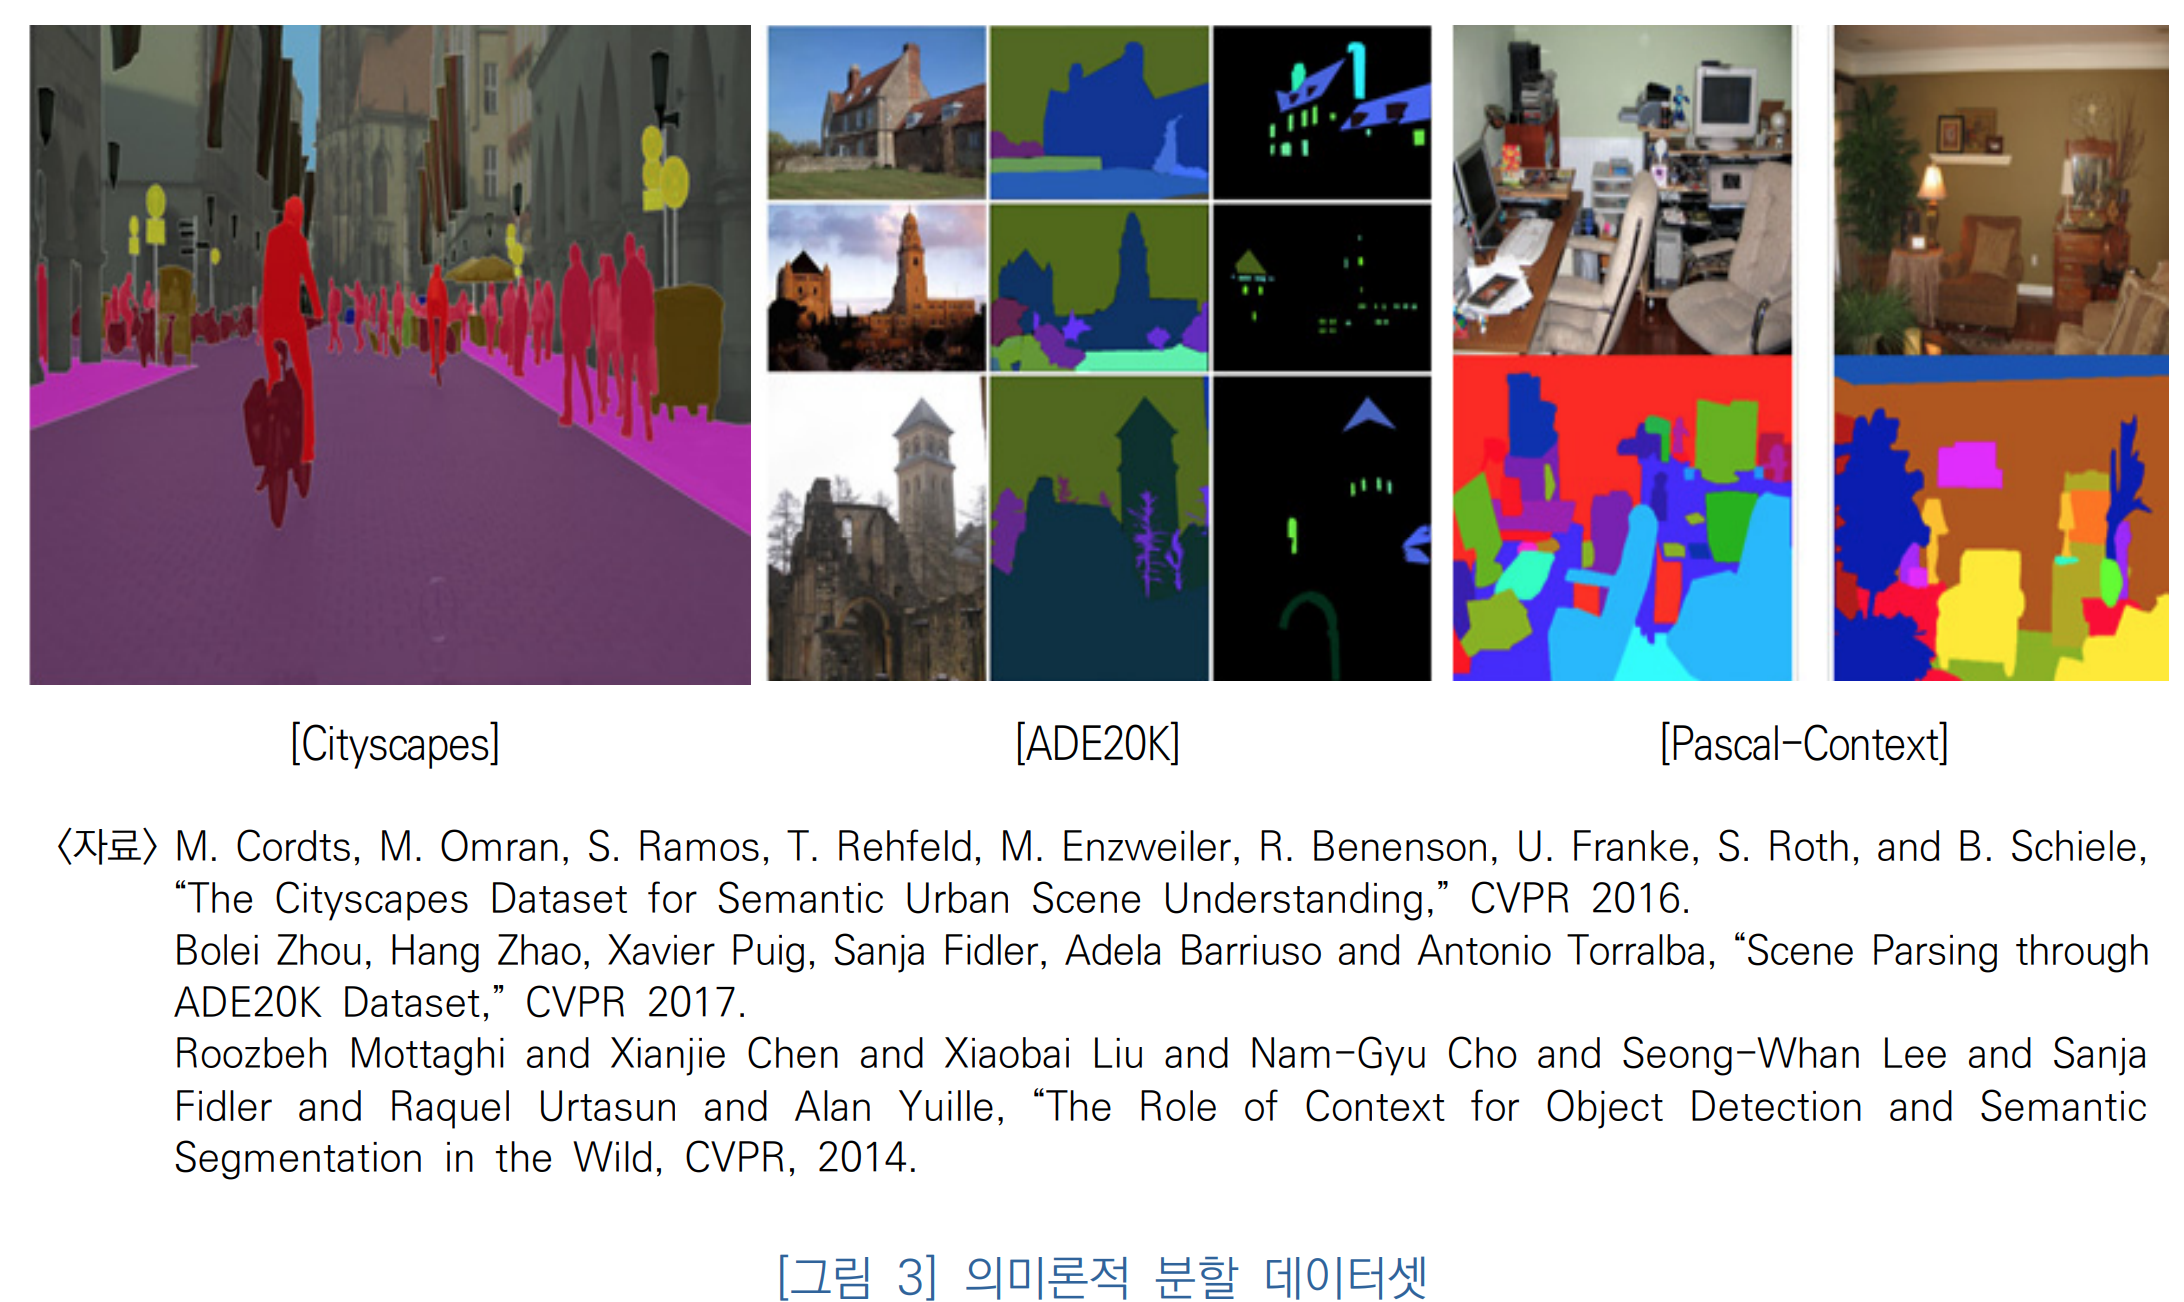 [Cityscapes]
[ADE20K]
[Pascal-Context]
〈자료〉 M. Cordts, M. Omran, S. Ramos, T. Rehfeld, M. Enzweiler, R. Benenson, U. Franke, S. Roth, and B. Schiele,
“The Cityscapes Dataset for Semantic Urban Scene Understanding,” CVPR 2016.
Bolei Zhou, Hang Zhao, Xavier Puig, Sanja Fidler, Adela Barriuso and Antonio Torralba, “Scene Parsing through
ADE20K Dataset,” CVPR 2017.
Roozbeh Mottaghi and Xianjie Chen and Xiaobai Liu and Nam-Gyu Cho and Seong-Whan Lee and Sanja
Fidler and Raquel Urtasun and Alan Yuille, “The Role of Context for Object Detection and Semantic
Segmentation in the Wild, CVPR, 2014.
[그림 3] 의미론적 분할 데이터셋